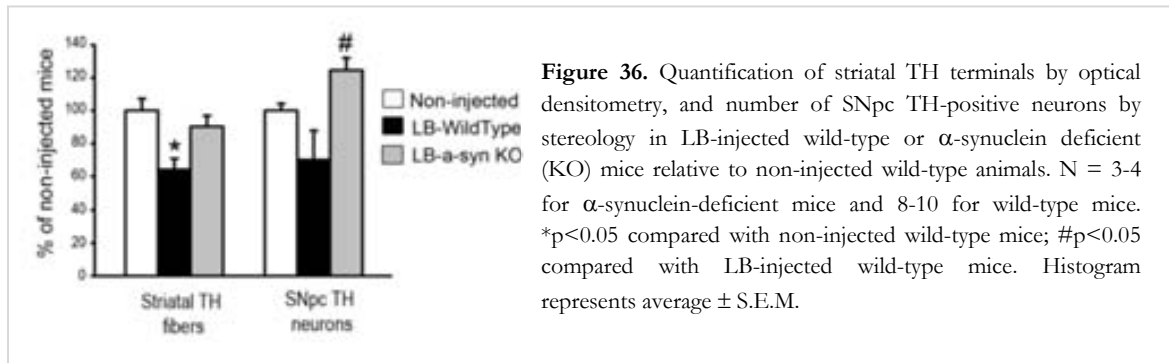 % of non-injected mice
140
120
100
80
60
40
20
0
*
#
Striatal TH
fibers
SNpc TH
neurons
Non-injected
LB-WildType
LB-a-syn KO
Figure 36. Quantification of striatal TH terminals by optical
densitometry, and number of SNpc TH-positive neurons by
stereology in LB-injected wild-type or α-synuclein deficient
(KO) mice relative to non-injected wild-type animals. N = 3-4
for α-synuclein-deficient mice and 8-10 for wild-type mice.
*p<0.05 compared with non-injected wild-type mice; #p<0.05
compared with LB-injected wild-type mice. Histogram
represents average ± S.E.M.